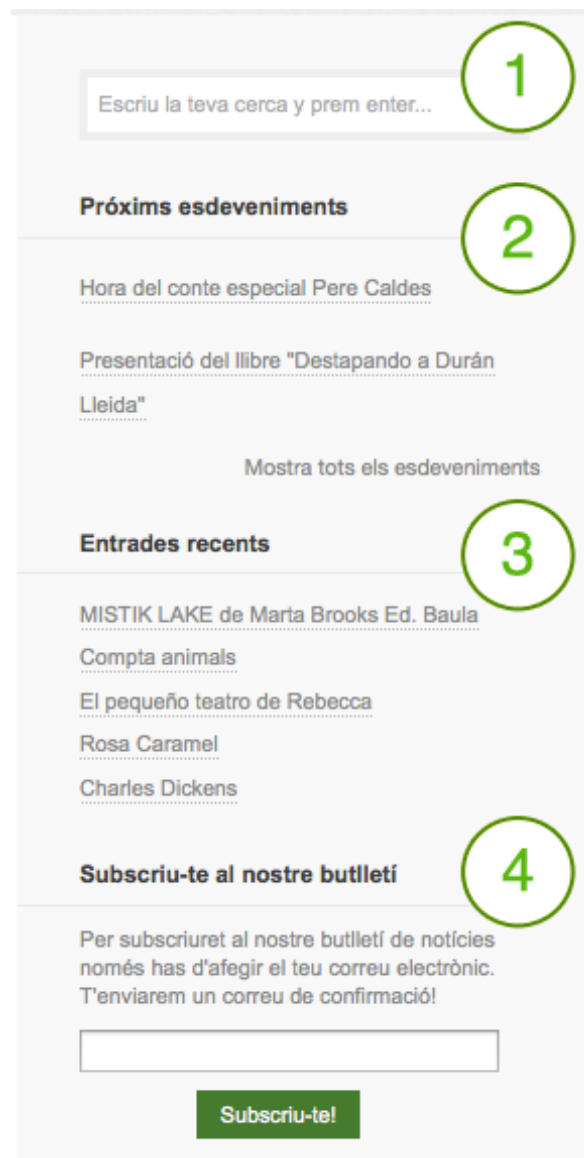 1
Escriu la teva cerca y prem enter...
Próxims esdeveniments
2
Hora del conte especial Pere Caldes
Presentació del llibre "Destapando a Durán
Lleida"
Mostra tots els esdeveniments
Entrades recents
3
MISTIK LAKE de Marta Brooks Ed. Baula
Compta animals
El pequeño teatro de Rebecca
Rosa Caramel
Charles Dickens
Subscriu-te al nostre butlletí
4
Per subscriuret al nostre butlletí de notícies
només has d'afegir el teu correu electrònic.
T'enviarem un correu de confirmació!
Subscriu-te!